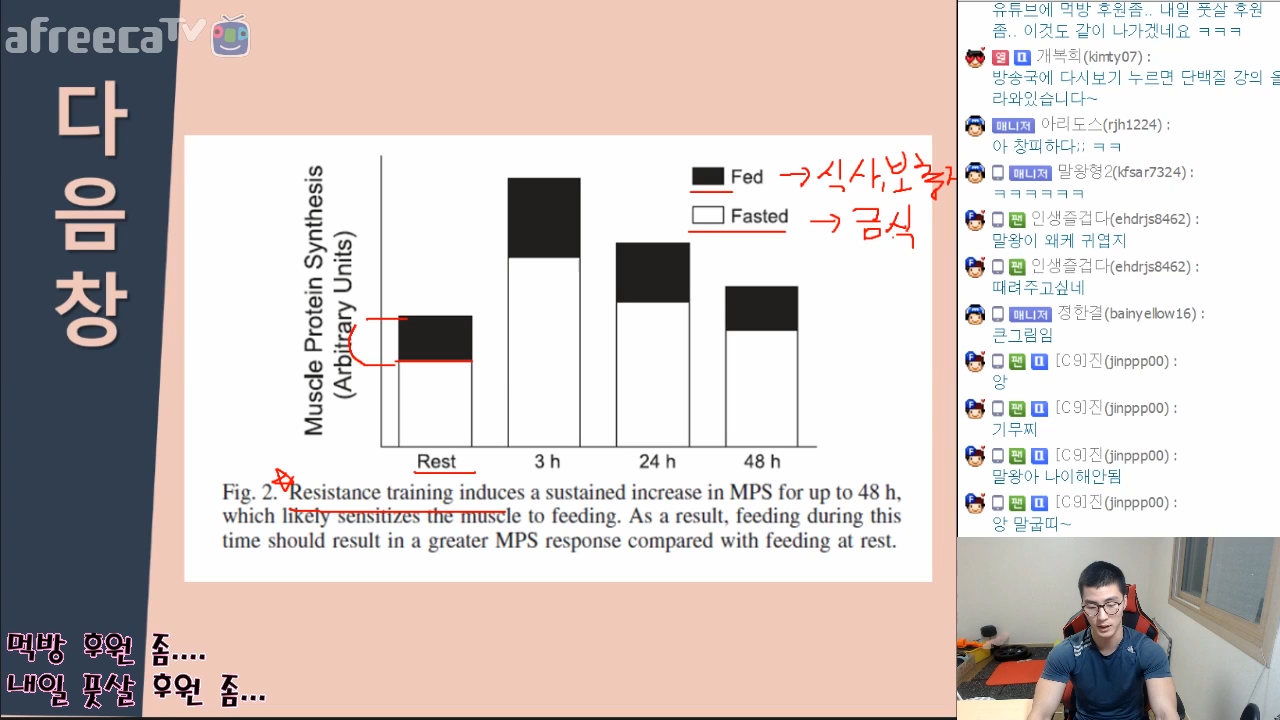 afreecaTV
다
음
창
Muscle Protein Synthesis
(Arbitrary Units)
Fed → 식사,보충제
Fasted → 금식
Rest 3 h 24 h 48 h
Fig. 2. Resistance training induces a sustained increase in MPS for up to 48 h,
which likely sensitizes the muscle to feeding. As a result, feeding during this
time should result in a greater MPS response compared with feeding at rest.
먹방 후원 좀....
내일 풋살 후원 좀...
유튜브에 먹방 후원좀.. 내일 풋살 후원
좀.. 이것도 같이 나가겠네요 ㅋㅋㅋ
열 개복희(kimty07) :
방송국에 다시보기 누르면 단백질 강의 올
라와있습니다~
매니저 아리도스(rjh1224) :
아 창피하다;; ㅋㅋ
매니저 말왕형2(kfsar7324) :
ㅋㅋㅋㅋㅋㅋ
팬 인생즐겁다(ehdrjs8462) :
말왕이 왜케 귀엽지
팬 인생즐겁다(ehdrjs8462) :
때려주고싶네
매니저 정한결(bainyellow16) :
큰그림임
팬 [C9]진(jinppp00) :
앙
팬 [C9]진(jinppp00) :
기무찌
팬 [C9]진(jinppp00) :
말왕아 나이해안됨
팬 [C9]진(jinppp00) :
앙 말굽띠~